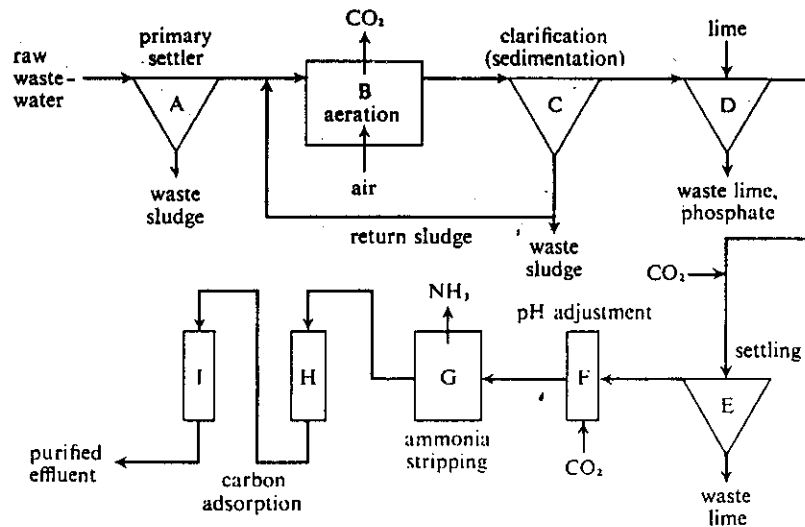 CO₂
primary
settler
clarification
(sedimentation)
lime
raw
waste-
water
A
B
aeration
C
D
air
waste
sludge
return sludge
waste
sludge
waste lime,
phosphate
CO₂
NH₃
pH adjustment
settling
I
H
G
F
E
purified
effluent
carbon
adsorption
ammonia
stripping
CO₂
waste
lime